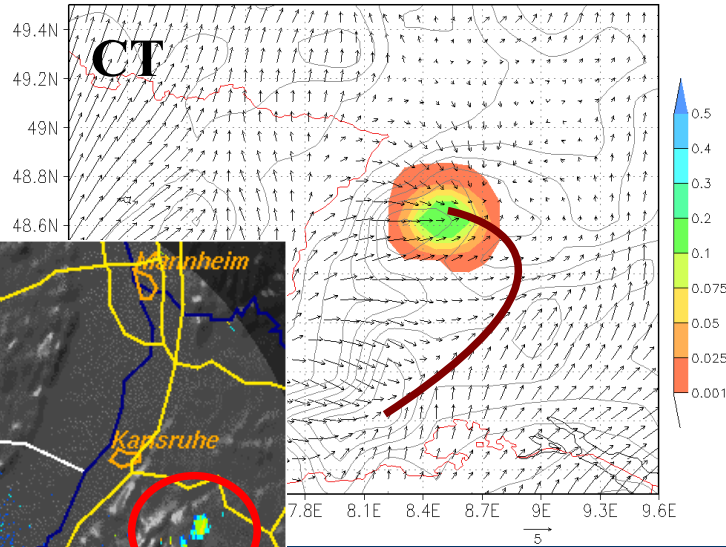 CT
49.4N
49.2N
49N
48.8N
48.6N
0.5
0.4
0.3
0.2
0.1
0.075
0.05
0.025
0.001
Mannheim
Karlsruhe
7.8E 8.1E 8.4E 8.7E 9E 9.3E 9.6E
5